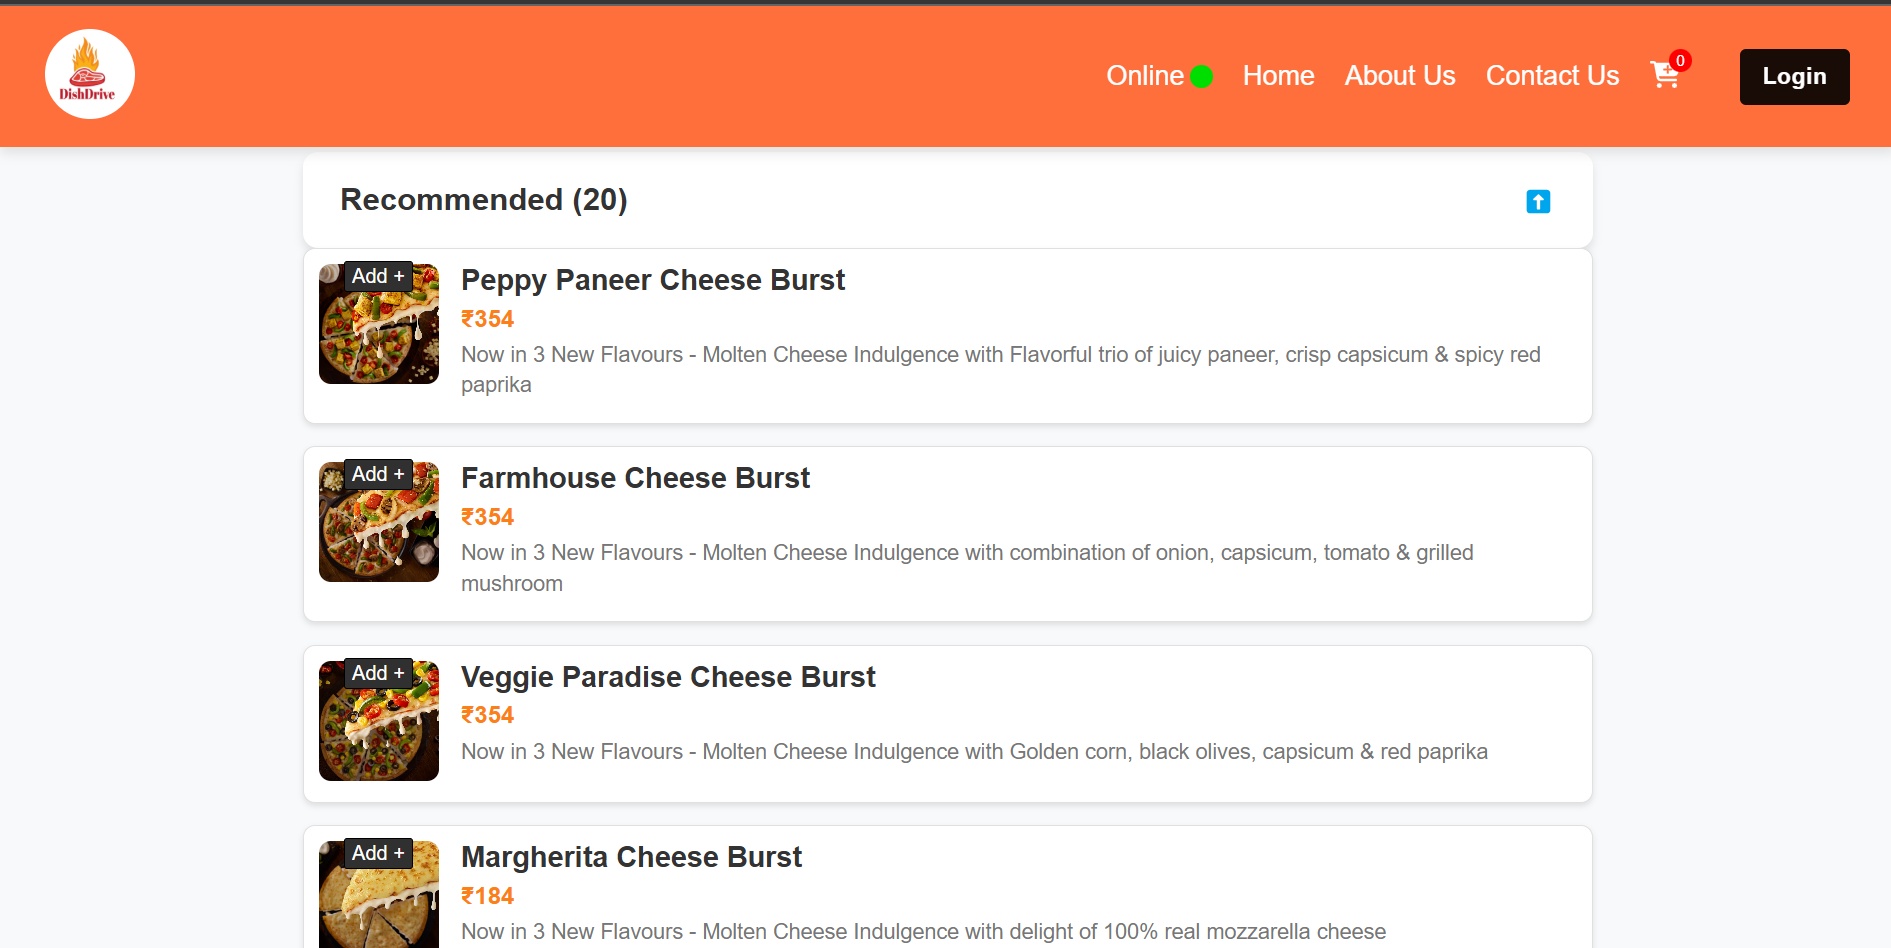 DishDrive
Online
Home
About Us
Contact Us
0
Login
Recommended (20)
Add +
Peppy Paneer Cheese Burst
₹354
Now in 3 New Flavours - Molten Cheese Indulgence with Flavorful trio of juicy paneer, crisp capsicum & spicy red
paprika
Add +
Farmhouse Cheese Burst
₹354
Now in 3 New Flavours - Molten Cheese Indulgence with combination of onion, capsicum, tomato & grilled
mushroom
Add +
Veggie Paradise Cheese Burst
₹354
Now in 3 New Flavours - Molten Cheese Indulgence with Golden corn, black olives, capsicum & red paprika
Add +
Margherita Cheese Burst
₹184
Now in 3 New Flavours - Molten Cheese Indulgence with delight of 100% real mozzarella cheese